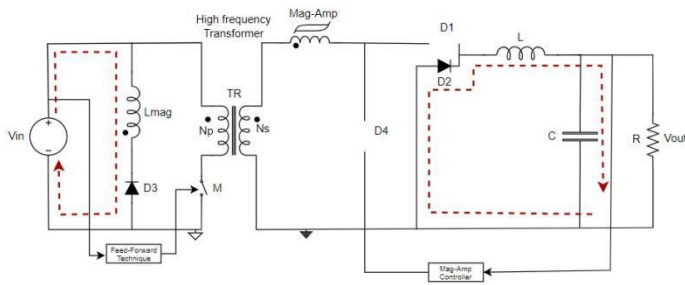 High frequency
Transformer
Mag-Amp
D1
L
D2
Lmag
TR
Np
Ns
Vin
+
−
D4
C
R
Vout
D3
M
Feed-Forward
Technique
Mag-Amp
Controller